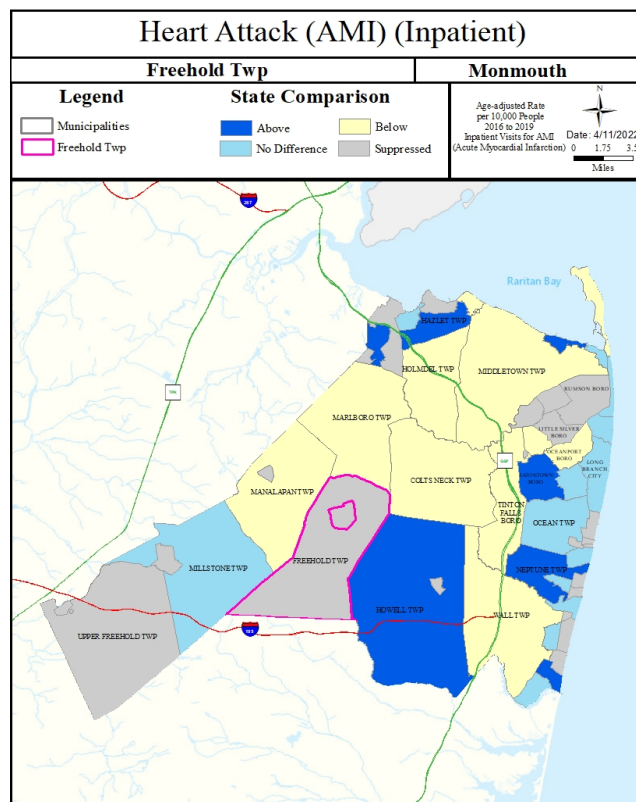 Heart Attack (AMI) (Inpatient)
Freehold Twp
Monmouth
Legend
Municipalities
Freehold Twp
State Comparison
Above
Below
No Difference
Suppressed
Age-adjusted Rate
per 10,000 People
2016 to 2019
Inpatient Visits for AMI
(Acute Myocardial Infarction)
N
Date: 4/11/2022
0 1.75 3.5
Miles
287
Raritan Bay
HAZLET TWP
HOLMDEL TWP
MIDDLETOWN TWP
RUMSON BORO
MARLBORO TWP
LITTLE SILVER
BORO
OCEANPORT
BORO
LONG
BRANCH
CITY
GSP
MANALAPAN TWP
COLTS NECK TWP
TINTON
FALLS
BORO
OCEAN TWP
FREEHOLD TWP
MILLSTONE TWP
NEPTUNE TWP
HOWELL TWP
WALL TWP
195
UPPER FREEHOLD TWP